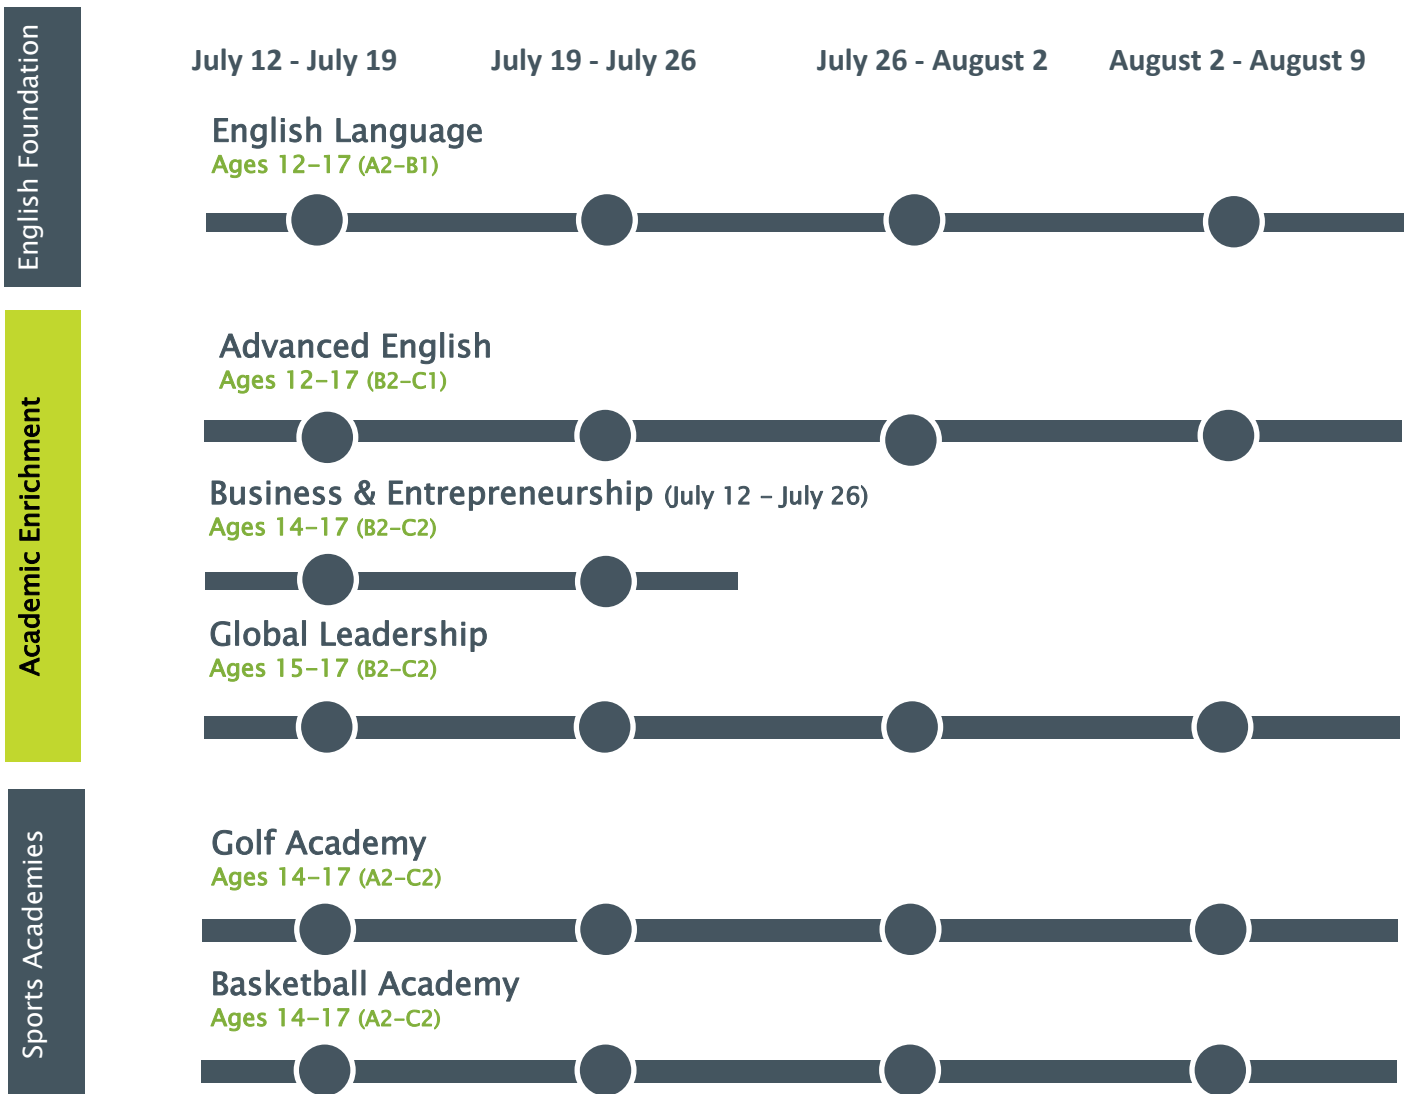 English Foundation
July 12 - July 19
July 19 - July 26
July 26 - August 2
August 2 - August 9
English Language
Ages 12–17 (A2–B1)
Academic Enrichment
Advanced English
Ages 12–17 (B2–C1)
Business & Entrepreneurship (July 12 – July 26)
Ages 14–17 (B2–C2)
Global Leadership
Ages 15–17 (B2–C2)
Sports Academies
Golf Academy
Ages 14–17 (A2–C2)
Basketball Academy
Ages 14–17 (A2–C2)